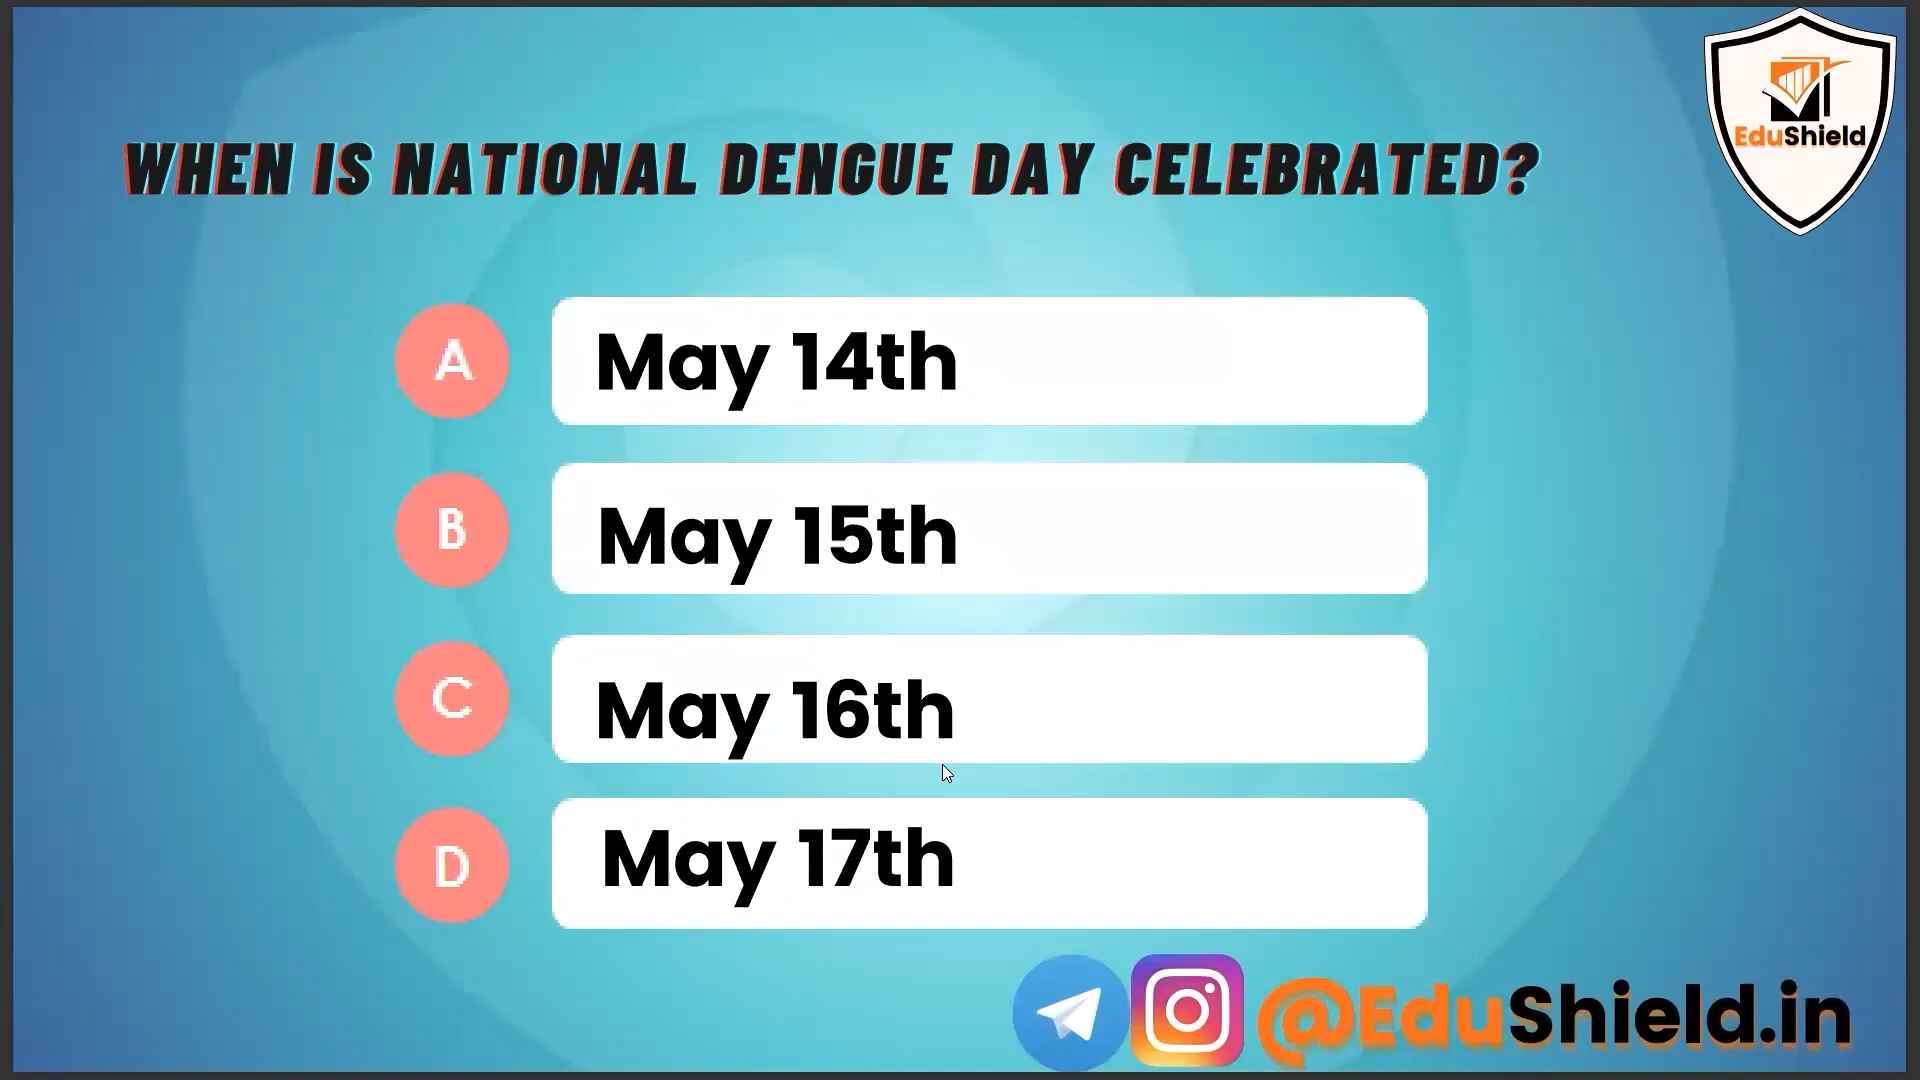 WHEN IS NATIONAL DENGUE DAY CELEBRATED?
EduShield
A
May 14th
B
May 15th
C
May 16th
D
May 17th
@EduShield.in